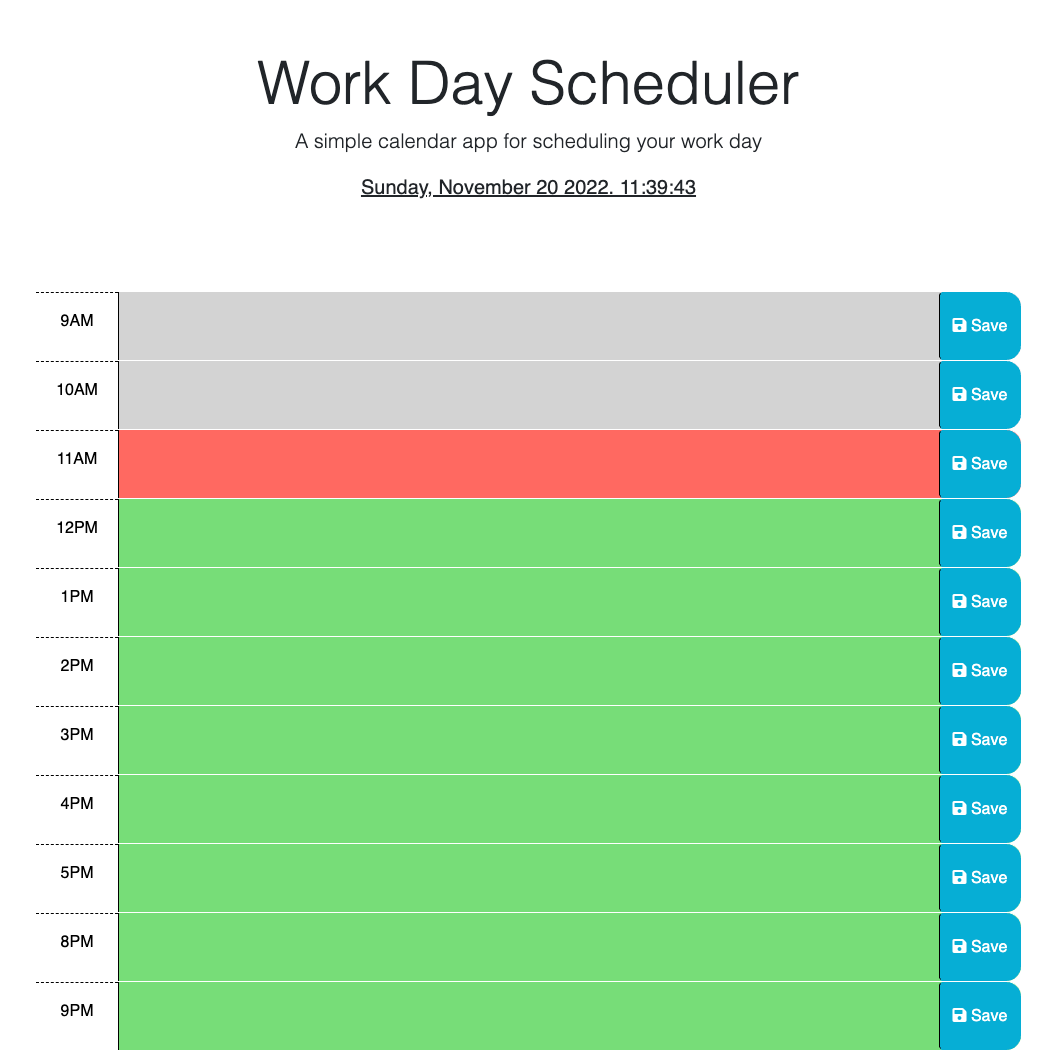 Work Day Scheduler
A simple calendar app for scheduling your work day
Sunday, November 20 2022. 11:39:43
9AM Save
10AM Save
11AM Save
12PM Save
1PM Save
2PM Save
3PM Save
4PM Save
5PM Save
8PM Save
9PM Save